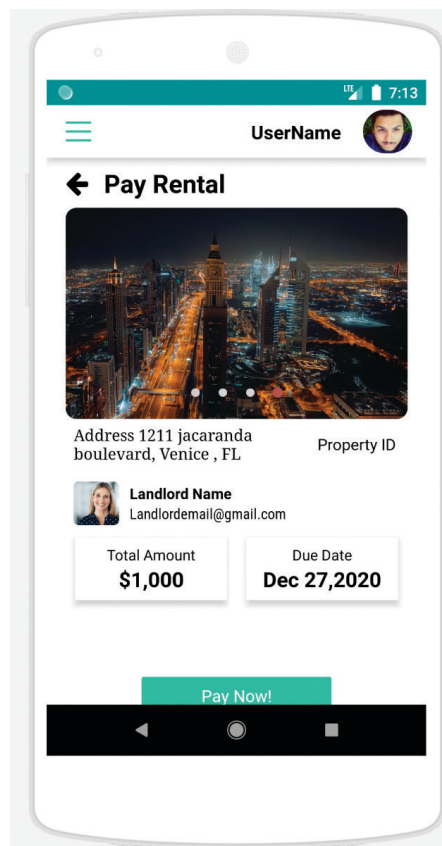 LTE 7:13
UserName
Pay Rental
Address 1211 jacaranda
boulevard, Venice , FL
Property ID
Landlord Name
Landlordemail@gmail.com
Total Amount
$1,000
Due Date
Dec 27,2020
Pay Now!